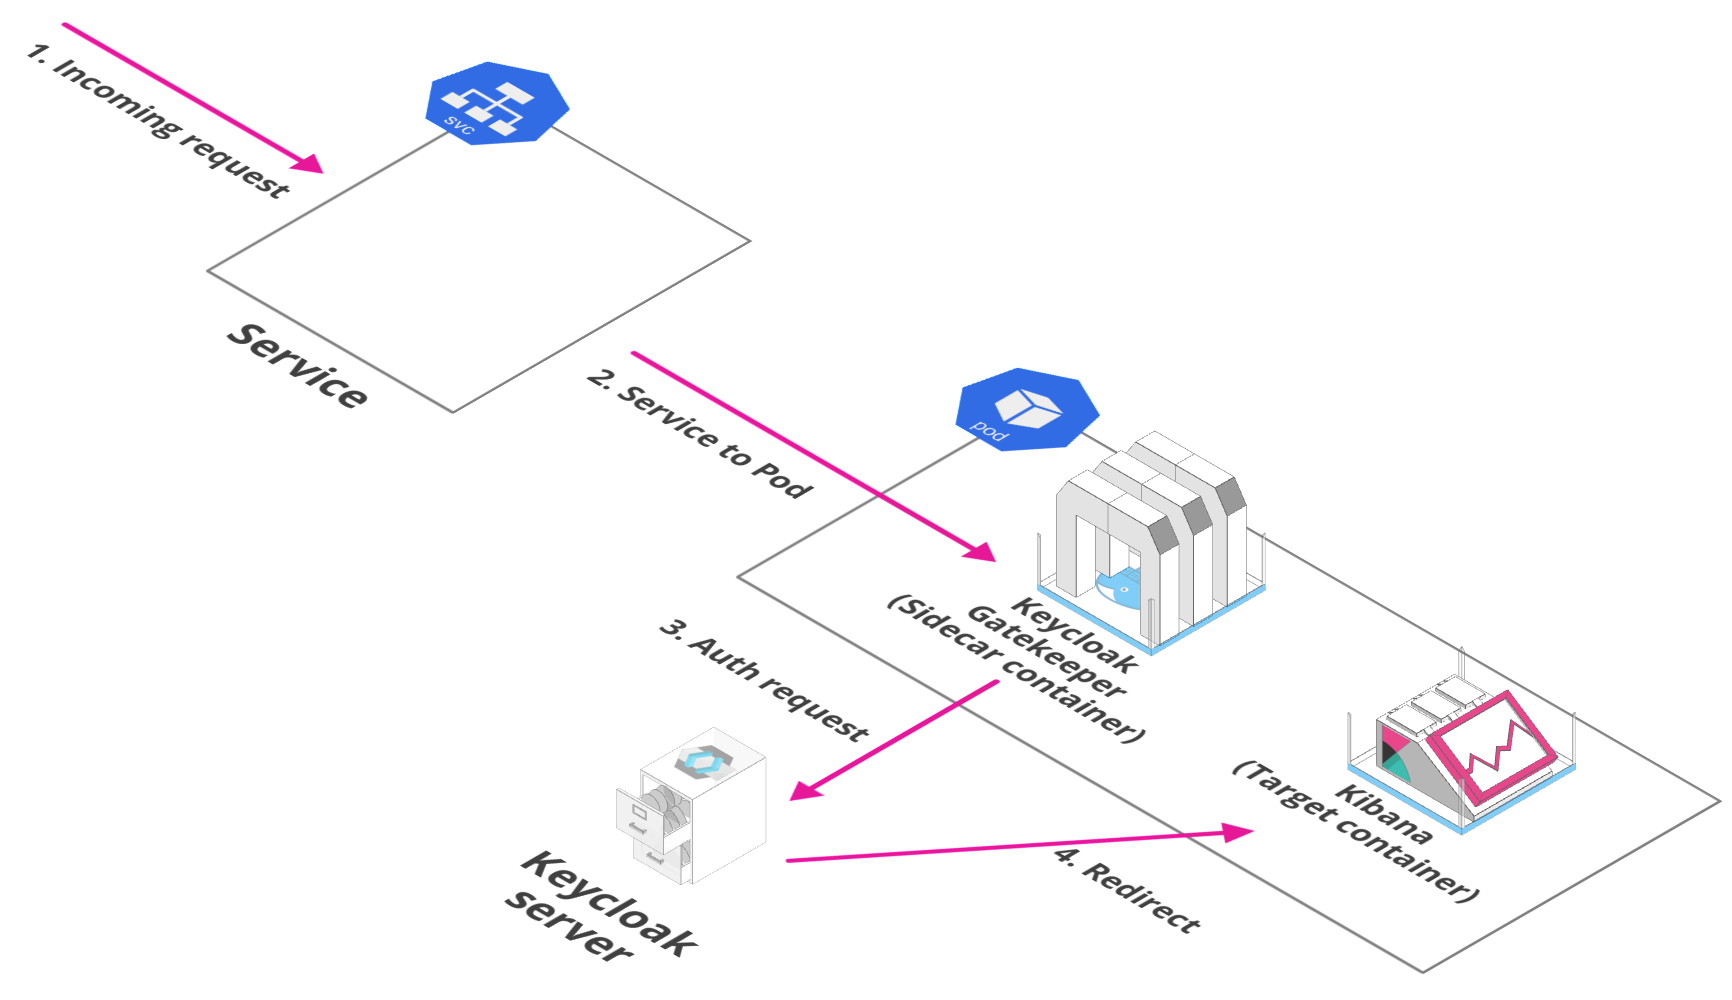 1. Incoming request
svc
Service
2. Service to Pod
pod
Keycloak
Gatekeeper
(Sidecar container)
3. Auth request
Keycloak
server
4. Redirect
Kibana
(Target container)